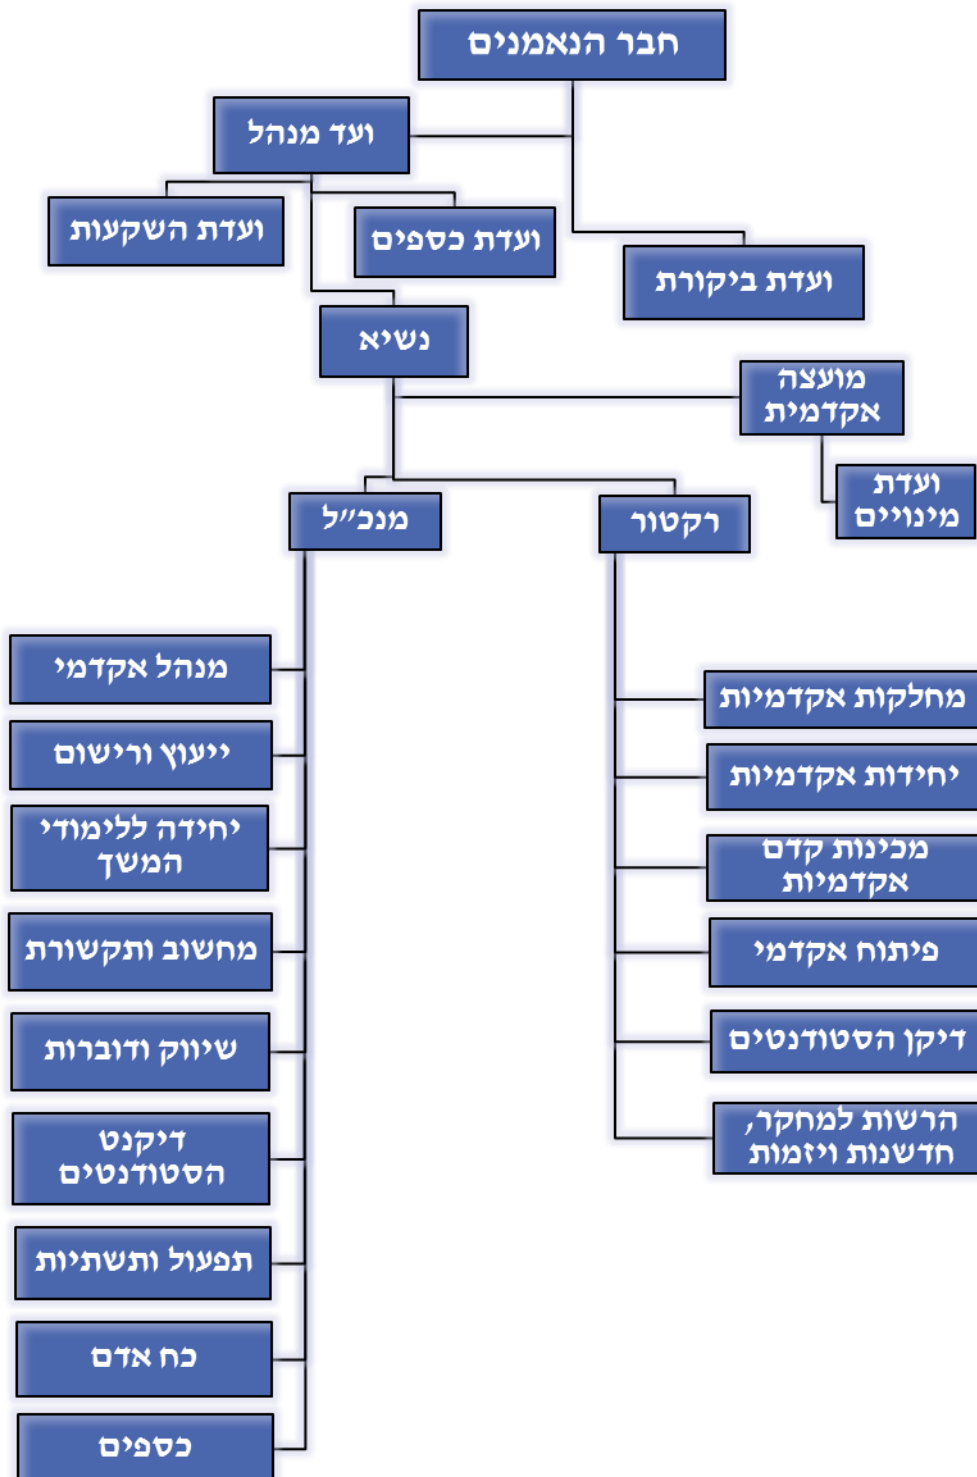 חבר הנאמנים
ועד מנהל
ועדת השקעות
ועדת כספים
ועדת ביקורת
נשיא
מועצה
אקדמית
ועדת
מינויים
רקטור
מנכ״ל
מחלקות אקדמיות
יחידות אקדמיות
מכינות קדם
אקדמיות
פיתוח אקדמי
דיקן הסטודנטים
הרשות למחקר,
חדשנות ויזמות
מנהל אקדמי
ייעוץ ורישום
יחידה ללימודי
המשך
מחשוב ותקשורת
שיווק ודוברות
דיקנט
הסטודנטים
תפעול ותשתיות
כח אדם
כספים